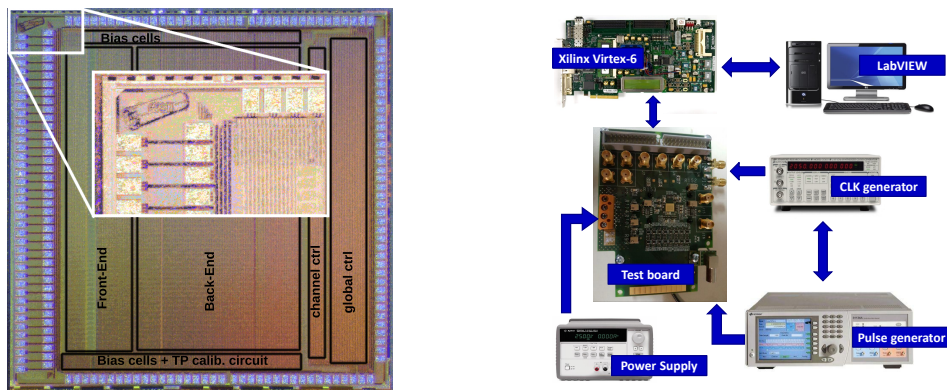 Bias cells
Front-End
Back-End
channel ctrl
global ctrl
Bias cells + TP calib. circuit
Xilinx Virtex-6
LabVIEW
CLK generator
Test board
Power Supply
Pulse generator